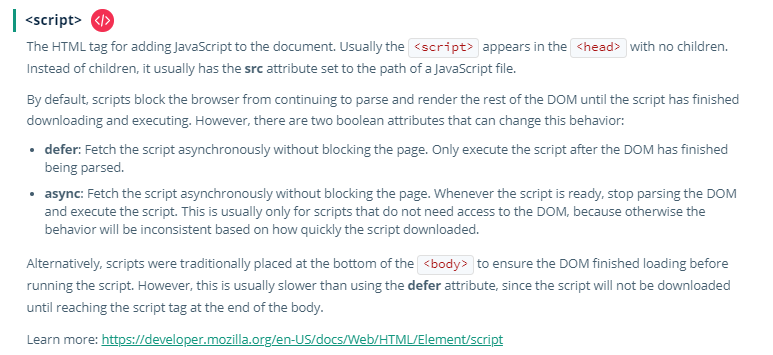 <script> </>
The HTML tag for adding JavaScript to the document. Usually the <script> appears in the <head> with no children.
Instead of children, it usually has the src attribute set to the path of a JavaScript file.
By default, scripts block the browser from continuing to parse and render the rest of the DOM until the script has finished
downloading and executing. However, there are two boolean attributes that can change this behavior:
• defer: Fetch the script asynchronously without blocking the page. Only execute the script after the DOM has finished
being parsed.
• async: Fetch the script asynchronously without blocking the page. Whenever the script is ready, stop parsing the DOM
and execute the script. This is usually only for scripts that do not need access to the DOM, because otherwise the
behavior will be inconsistent based on how quickly the script downloaded.
Alternatively, scripts were traditionally placed at the bottom of the <body> to ensure the DOM finished loading before
running the script. However, this is usually slower than using the defer attribute, since the script will not be downloaded
until reaching the script tag at the end of the body.
Learn more: https://developer.mozilla.org/en-US/docs/Web/HTML/Element/script